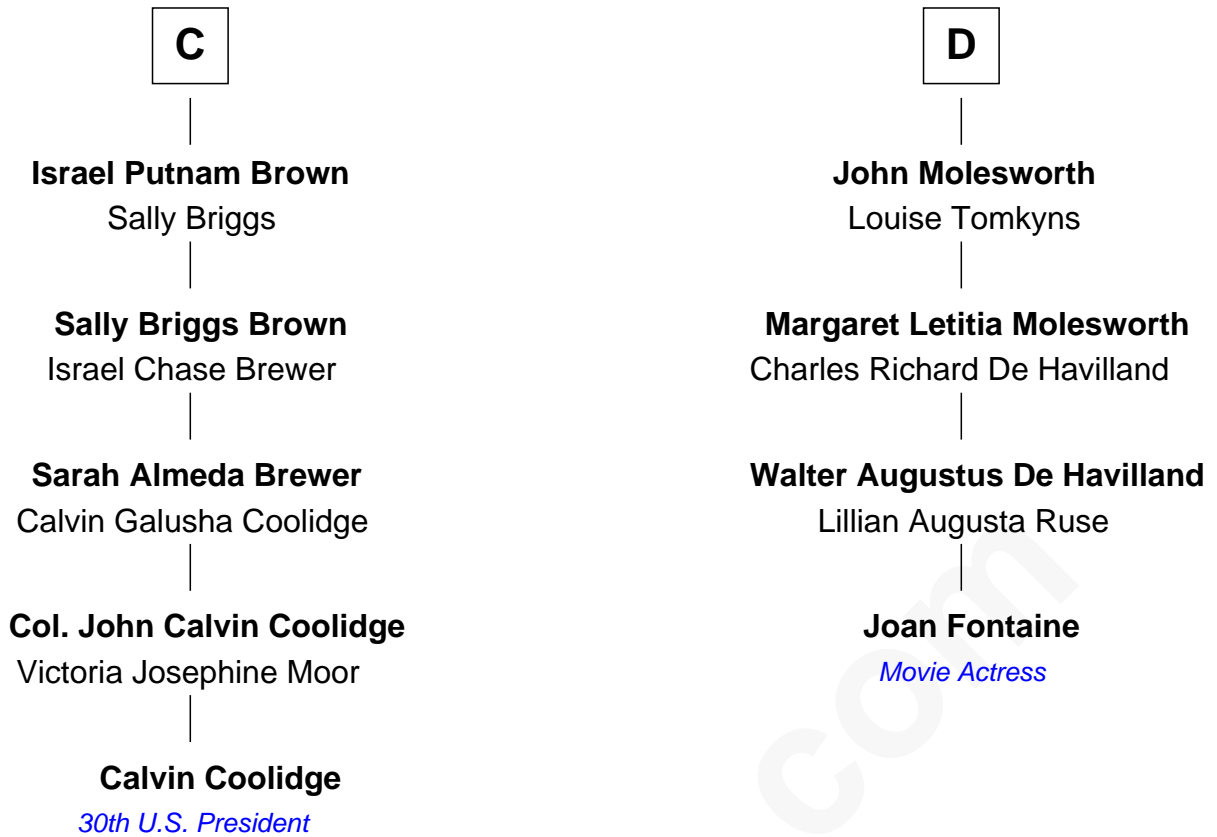 C
Israel Putnam Brown
Sally Briggs
Sally Briggs Brown
Israel Chase Brewer
Sarah Almeda Brewer
Calvin Galusha Coolidge
Col. John Calvin Coolidge
Victoria Josephine Moor
Calvin Coolidge
30th U.S. President
D
John Molesworth
Louise Tomkyns
Margaret Letitia Molesworth
Charles Richard De Havilland
Walter Augustus De Havilland
Lillian Augusta Ruse
Joan Fontaine
Movie Actress
com